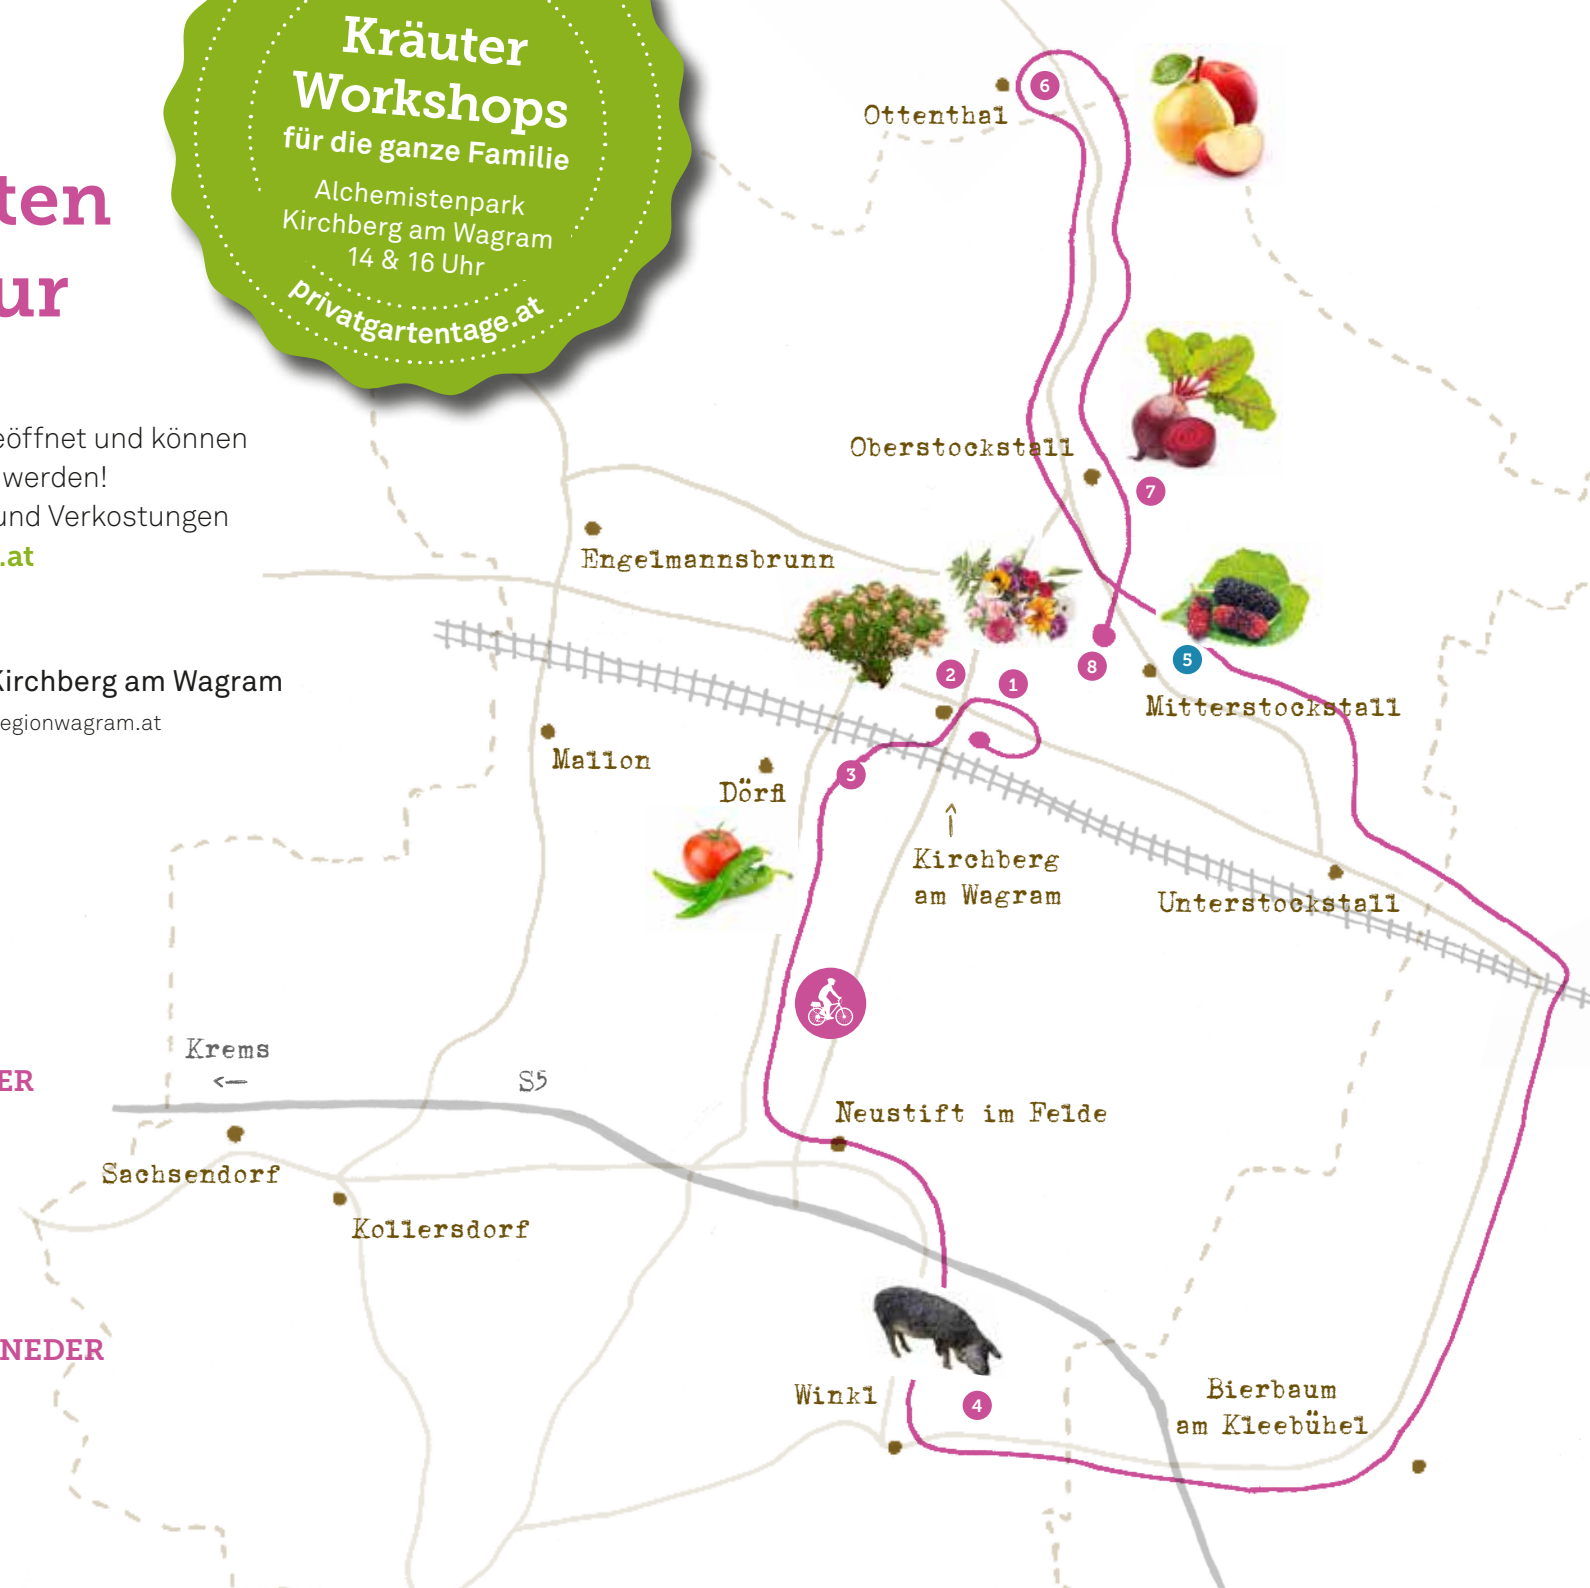 Kräuter
Workshops
für die ganze Familie
Alchemistenpark
Kirchberg am Wagram
14 & 16 Uhr
privatgartentage.at
ten
ur
eöffnet und können
werden!
und Verkostungen
.at
Kirchberg am Wagram
egionwagram.at
ER
NEDER
Ottenthal
6
Oberstockstall
7
Engelmannsbrunn
2
1
8
5
Mitterstockstall
Mallon
Dörfl
3
Kirchberg
am Wagram
Unterstockstall
Krems
<—
S5
Neustift im Felde
Sachsendorf
Kollersdorf
Winkl
4
Bierbaum
am Kleebühel